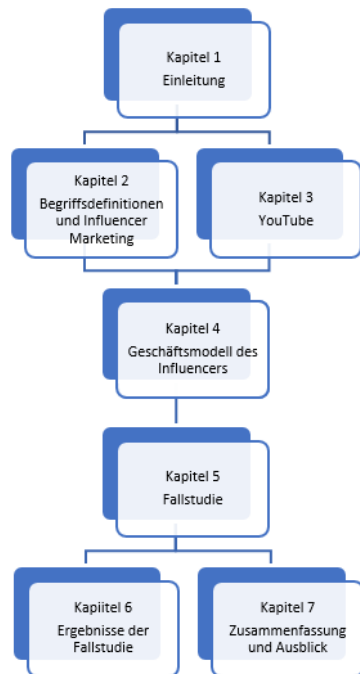 Kapitel 1
Einleitung
Kapitel 2
Begriffsdefinitionen
und Influencer
Marketing
Kapitel 3
YouTube
Kapitel 4
Geschäftsmodell des
Influencers
Kapitel 5
Fallstudie
Kapiitel 6
Ergebnisse der
Fallstudie
Kapitel 7
Zusammenfassung
und Ausblick